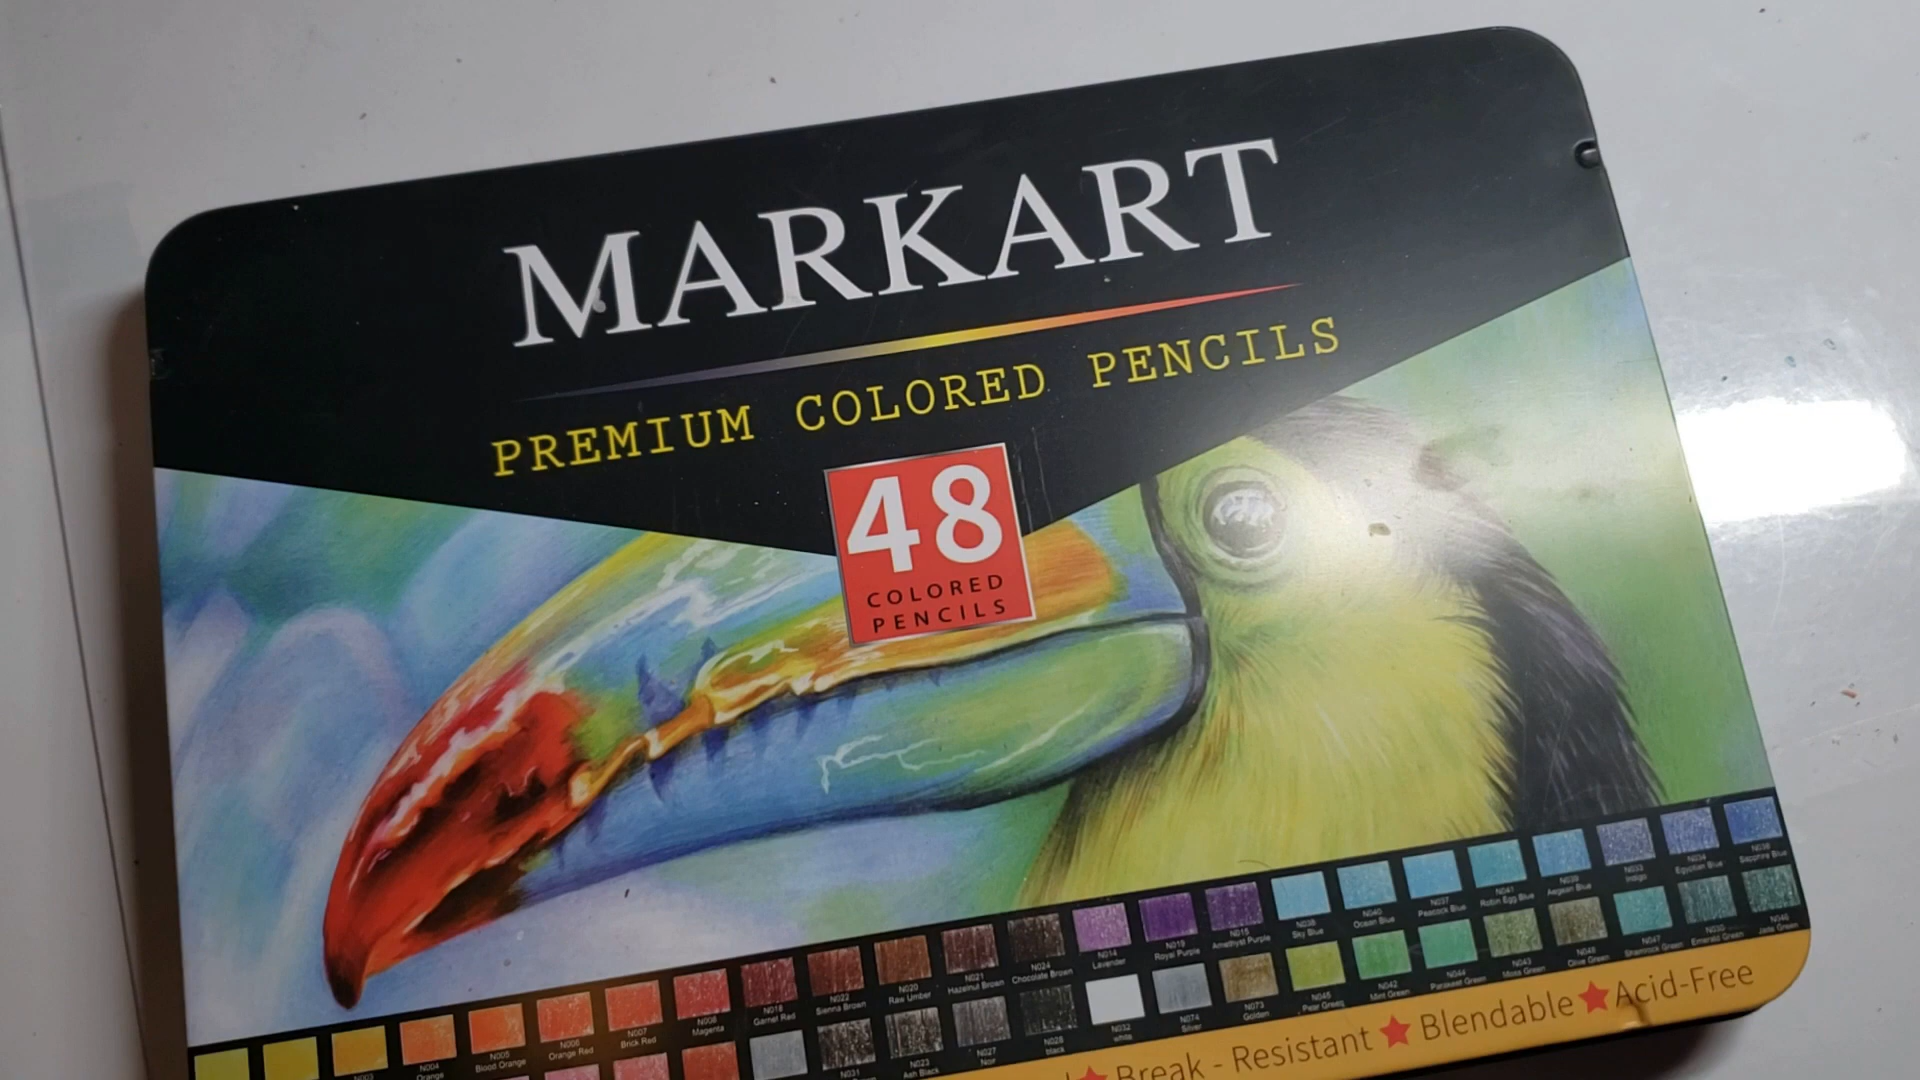 MARKART
PREMIUM COLORED PENCILS
48
COLORED
PENCILS
N003
N004
Orange
N005
Blood Orange
N006
Orange Red
N007
Brick Red
N008
Magenta
N018
Garnet Red
N022
Sienna Brown
N020
Raw Umber
N021
Hazelnut Brown
N024
Chocolate Brown
N014
Lavender
N019
Royal Purple
N015
Amethyst Purple
N038
Sky Blue
N040
Ocean Blue
N037
Peacock Blue
N041
Robin Egg Blue
N039
Aegean Blue
N033
Indigo
N034
Egyptian Blue
N036
Sapphire Blue
N031
N023
Ash Black
N027
Noir
N028
black
N032
white
N074
Silver
N073
Golden
N045
Pear Green
N042
Mint Green
N044
Parakeet Green
N043
Moss Green
N048
Olive Green
N047
Shamrock Green
N030
Emerald Green
N046
Jade Green
Break - Resistant ★ Blendable ★ Acid-Free